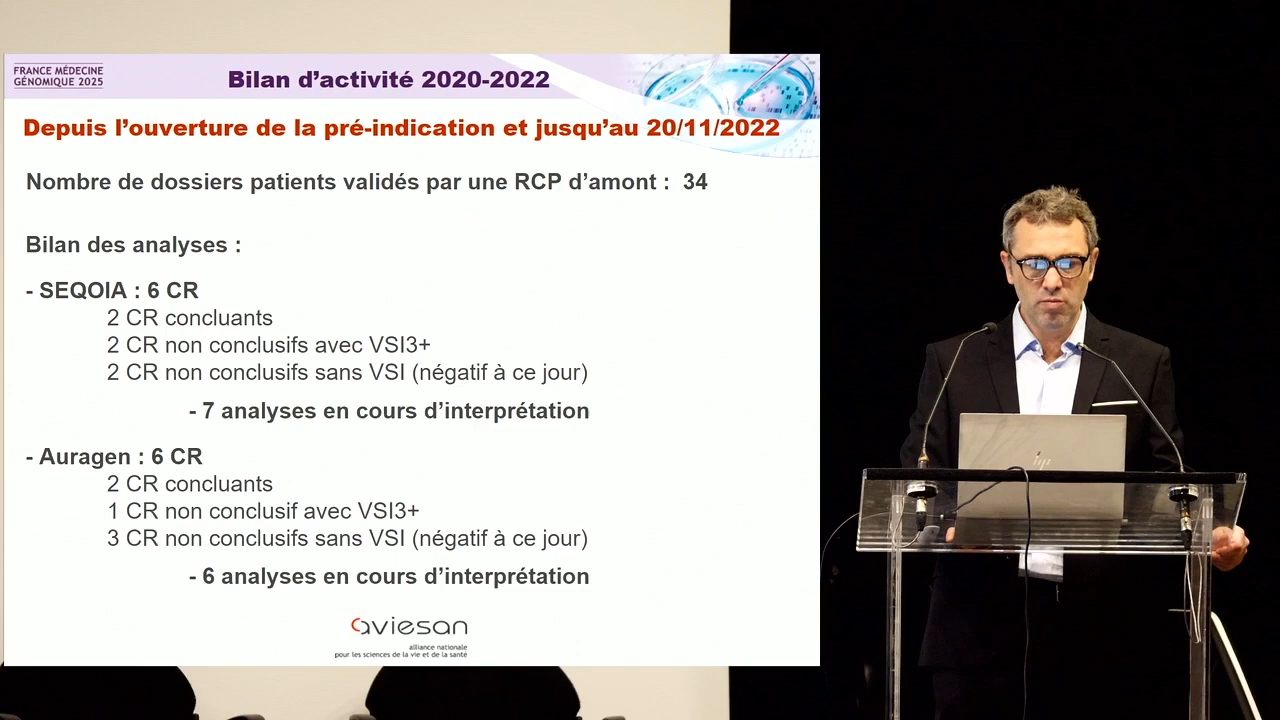 FRANCE MÉDECINE
GÉNOMIQUE 2025
Bilan d’activité 2020-2022
Depuis l’ouverture de la pré-indication et jusqu’au 20/11/2022
Nombre de dossiers patients validés par une RCP d’amont : 34
Bilan des analyses :
- SEQOIA : 6 CR
2 CR concluants
2 CR non conclusifs avec VSI3+
2 CR non conclusifs sans VSI (négatif à ce jour)
- 7 analyses en cours d’interprétation
- Auragen : 6 CR
2 CR concluants
1 CR non conclusif avec VSI3+
3 CR non conclusifs sans VSI (négatif à ce jour)
- 6 analyses en cours d’interprétation
aviesan
alliance nationale
pour les sciences de la vie et de la santé
hp